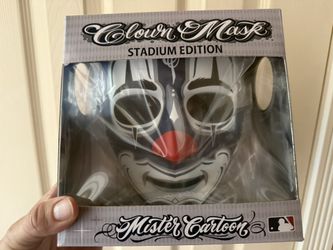 Clown Mask
STADIUM EDITION
Mister Cartoon